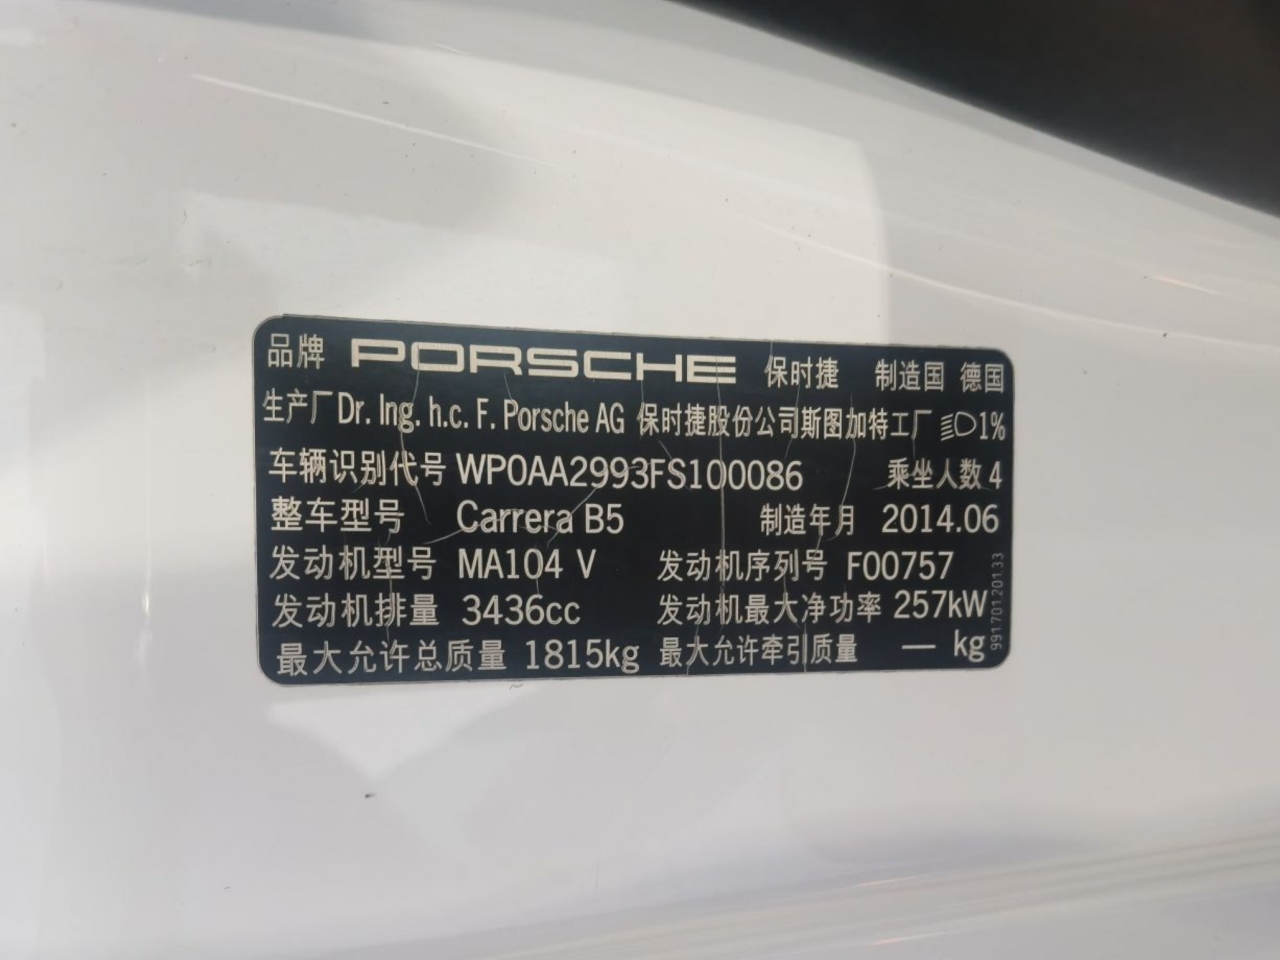 品牌 PORSCHE 保时捷 制造国 德国
生产厂 Dr. Ing. h.c. F. Porsche AG 保时捷股份公司斯图加特工厂 1%
车辆识别代号 WP0AA2993FS100086 乘坐人数 4
整车型号 Carrera B5 制造年月 2014.06
发动机型号 MA104 V 发动机序列号 F00757
发动机排量 3436cc 发动机最大净功率 257kW
最大允许总质量 1815kg 最大允许牵引质量 — kg
991.701.201.33